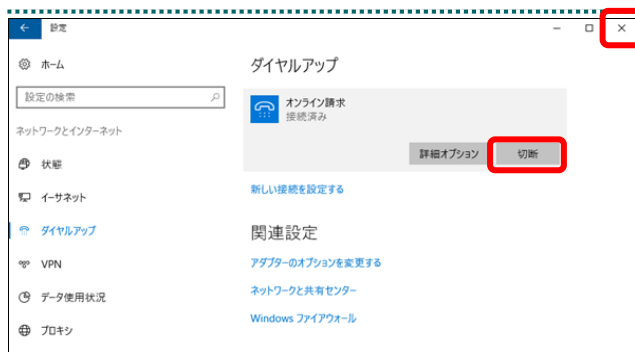 設定
ホーム
設定の検索
ネットワークとインターネット
状態
イーサネット
ダイヤルアップ
VPN
データ使用状況
プロキシ
ダイヤルアップ
オンライン請求
接続済み
詳細オプション
切断
新しい接続を設定する
関連設定
アダプターのオプションを変更する
ネットワークと共有センター
Windows ファイアウォール